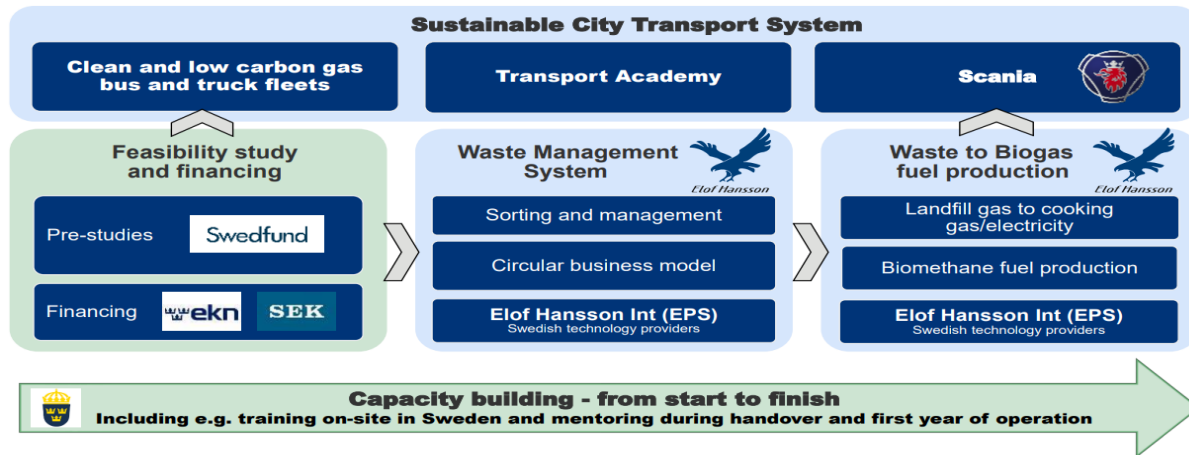 Sustainable City Transport System
Clean and low carbon gas
bus and truck fleets
Transport Academy
Scania
Feasibility study
and financing
Pre-studies
Swedfund
Financing
ekn
SEK
Waste Management
System
Elof Hansson
Sorting and management
Circular business model
Elof Hansson Int (EPS)
Swedish technology providers
Waste to Biogas
fuel production
Elof Hansson
Landfill gas to cooking
gas/electricity
Biomethane fuel production
Elof Hansson Int (EPS)
Swedish technology providers
Capacity building - from start to finish
Including e.g. training on-site in Sweden and mentoring during handover and first year of operation